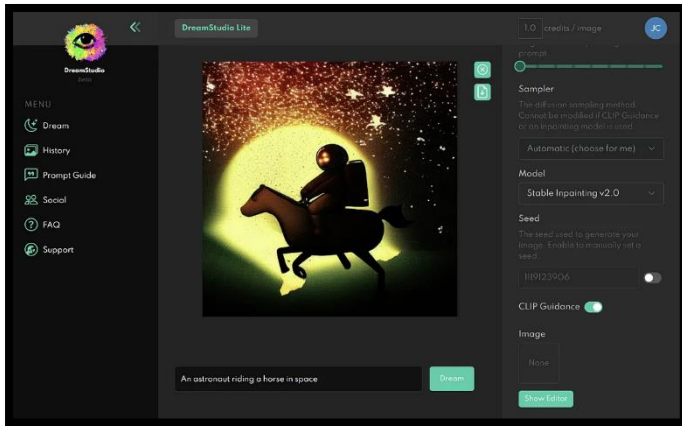 DreamStudio
beta
MENU
Dream
History
Prompt Guide
Social
FAQ
Support
DreamStudio Lite
An astronaut riding a horse in space
Dream
1.0 credits / image
JC
prompt.
Sampler
The diffusion sampling method.
Cannot be modified if CLIP Guidance
or an inpainting model is used.
Automatic (choose for me)
Model
Stable Inpainting v2.0
Seed
The seed used to generate your
image. Enable to manually set a
seed.
CLIP Guidance
Image
None
Show Editor